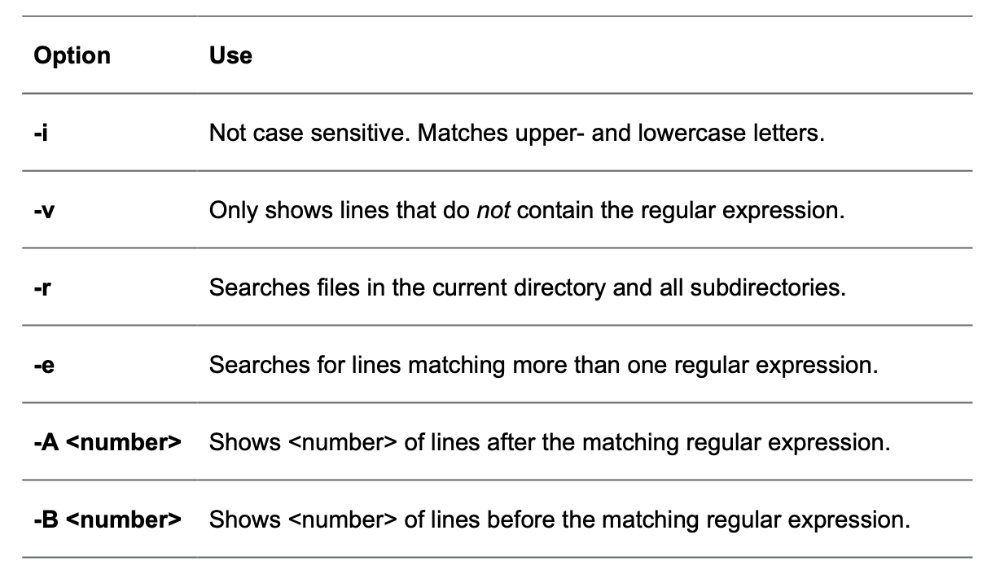 Option Use
-i Not case sensitive. Matches upper- and lowercase letters.
-v Only shows lines that do not contain the regular expression.
-r Searches files in the current directory and all subdirectories.
-e Searches for lines matching more than one regular expression.
-A <number> Shows <number> of lines after the matching regular expression.
-B <number> Shows <number> of lines before the matching regular expression.